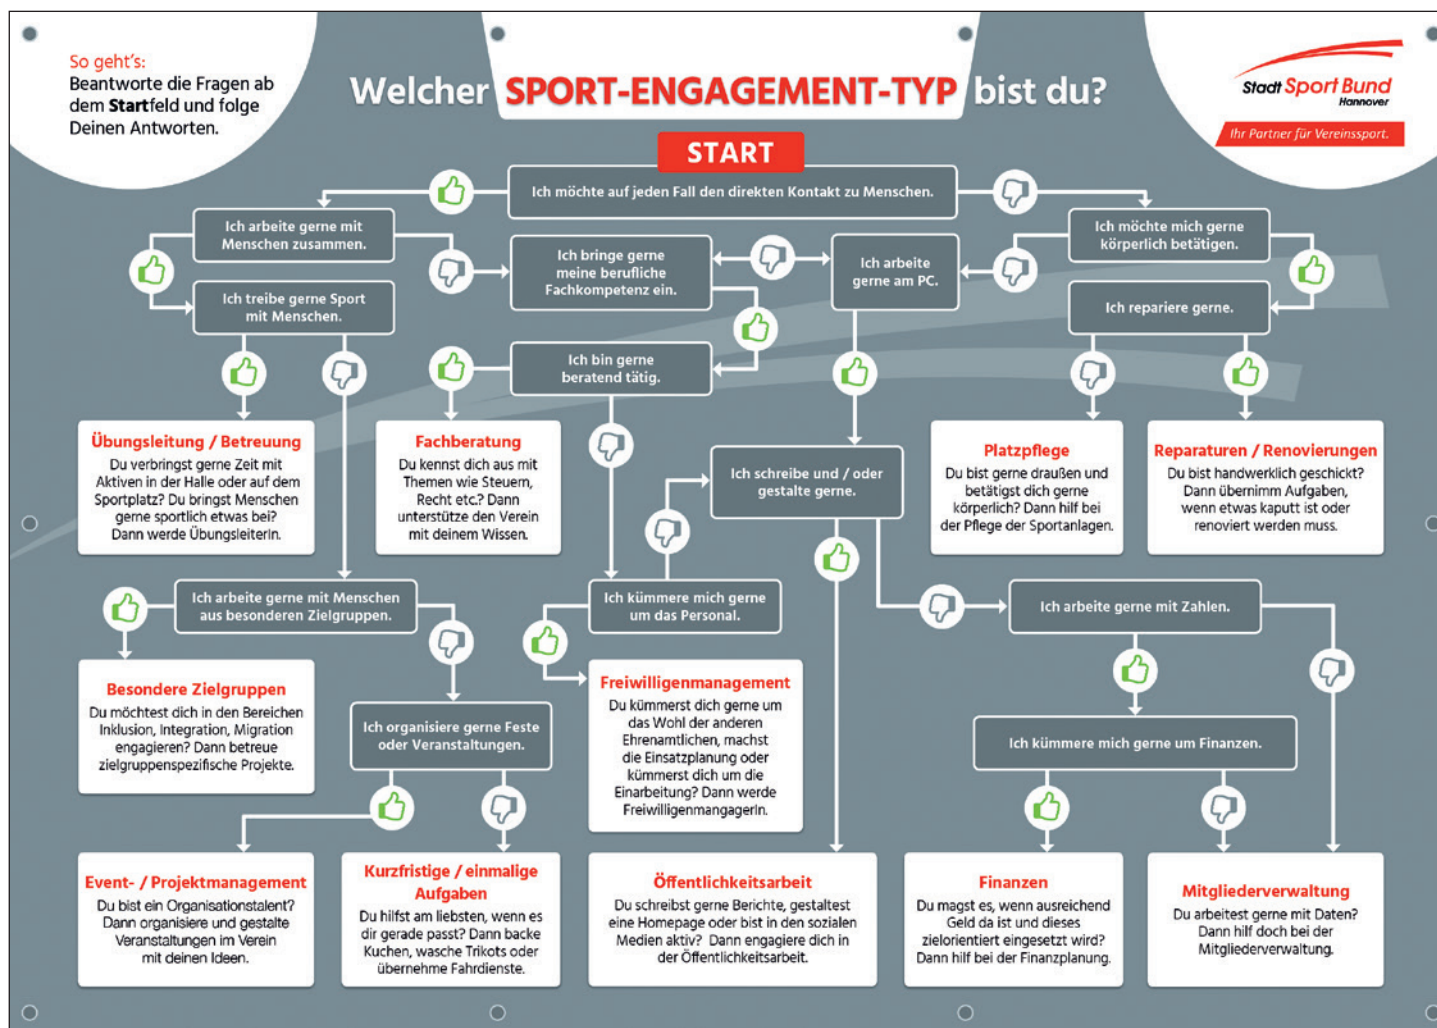 So geht's:
Beantworte die Fragen ab
dem Startfeld und folge
Deinen Antworten.
Welcher SPORT-ENGAGEMENT-TYP bist du?
Stadt Sport Bund
Hannover
Ihr Partner für Vereinssport.
START
Ich möchte auf jeden Fall den direkten Kontakt zu Menschen.
Ich arbeite gerne mit
Menschen zusammen.
Ich bringe gerne
meine berufliche
Fachkompetenz ein.
Ich arbeite
gerne am PC.
Ich möchte mich gerne
körperlich betätigen.
Ich treibe gerne Sport
mit Menschen.
Ich repariere gerne.
Ich bin gerne
beratend tätig.
Übungsleitung / Betreuung
Du verbringst gerne Zeit mit
Aktiven in der Halle oder auf dem
Sportplatz? Du bringst Menschen
gerne sportlich etwas bei?
Dann werde ÜbungsleiterIn.
Fachberatung
Du kennst dich aus mit
Themen wie Steuern,
Recht etc.? Dann
unterstütze den Verein
mit deinem Wissen.
Ich schreibe und / oder
gestalte gerne.
Platzpflege
Du bist gerne draußen und
betätigst dich gerne
körperlich? Dann hilf bei
der Pflege der Sportanlagen.
Reparaturen / Renovierungen
Du bist handwerklich geschickt?
Dann übernimm Aufgaben,
wenn etwas kaputt ist oder
renoviert werden muss.
Ich arbeite gerne mit Menschen
aus besonderen Zielgruppen.
Ich kümmere mich gerne
um das Personal.
Ich arbeite gerne mit Zahlen.
Besondere Zielgruppen
Du möchtest dich in den Bereichen
Inklusion, Integration, Migration
engagieren? Dann betreue
zielgruppenspezifische Projekte.
Ich organisiere gerne Feste
oder Veranstaltungen.
Freiwilligenmanagement
Du kümmerst dich gerne um
das Wohl der anderen
Ehrenamtlichen, machst
die Einsatzplanung oder
kümmerst dich um die
Einarbeitung? Dann werde
FreiwilligenmangagerIn.
Ich kümmere mich gerne um Finanzen.
Event- / Projektmanagement
Du bist ein Organisationstalent?
Dann organisiere und gestalte
Veranstaltungen im Verein
mit deinen Ideen.
Kurzfristige / einmalige
Aufgaben
Du hilfst am liebsten, wenn es
dir gerade passt? Dann backe
Kuchen, wasche Trikots oder
übernehme Fahrdienste.
Öffentlichkeitsarbeit
Du schreibst gerne Berichte, gestaltest
eine Homepage oder bist in den sozialen
Medien aktiv? Dann engagiere dich in
der Öffentlichkeitsarbeit.
Finanzen
Du magst es, wenn ausreichend
Geld da ist und dieses
zielorientiert eingesetzt wird?
Dann hilf bei der Finanzplanung.
Mitgliederverwaltung
Du arbeitest gerne mit Daten?
Dann hilf doch bei der
Mitgliederverwaltung.